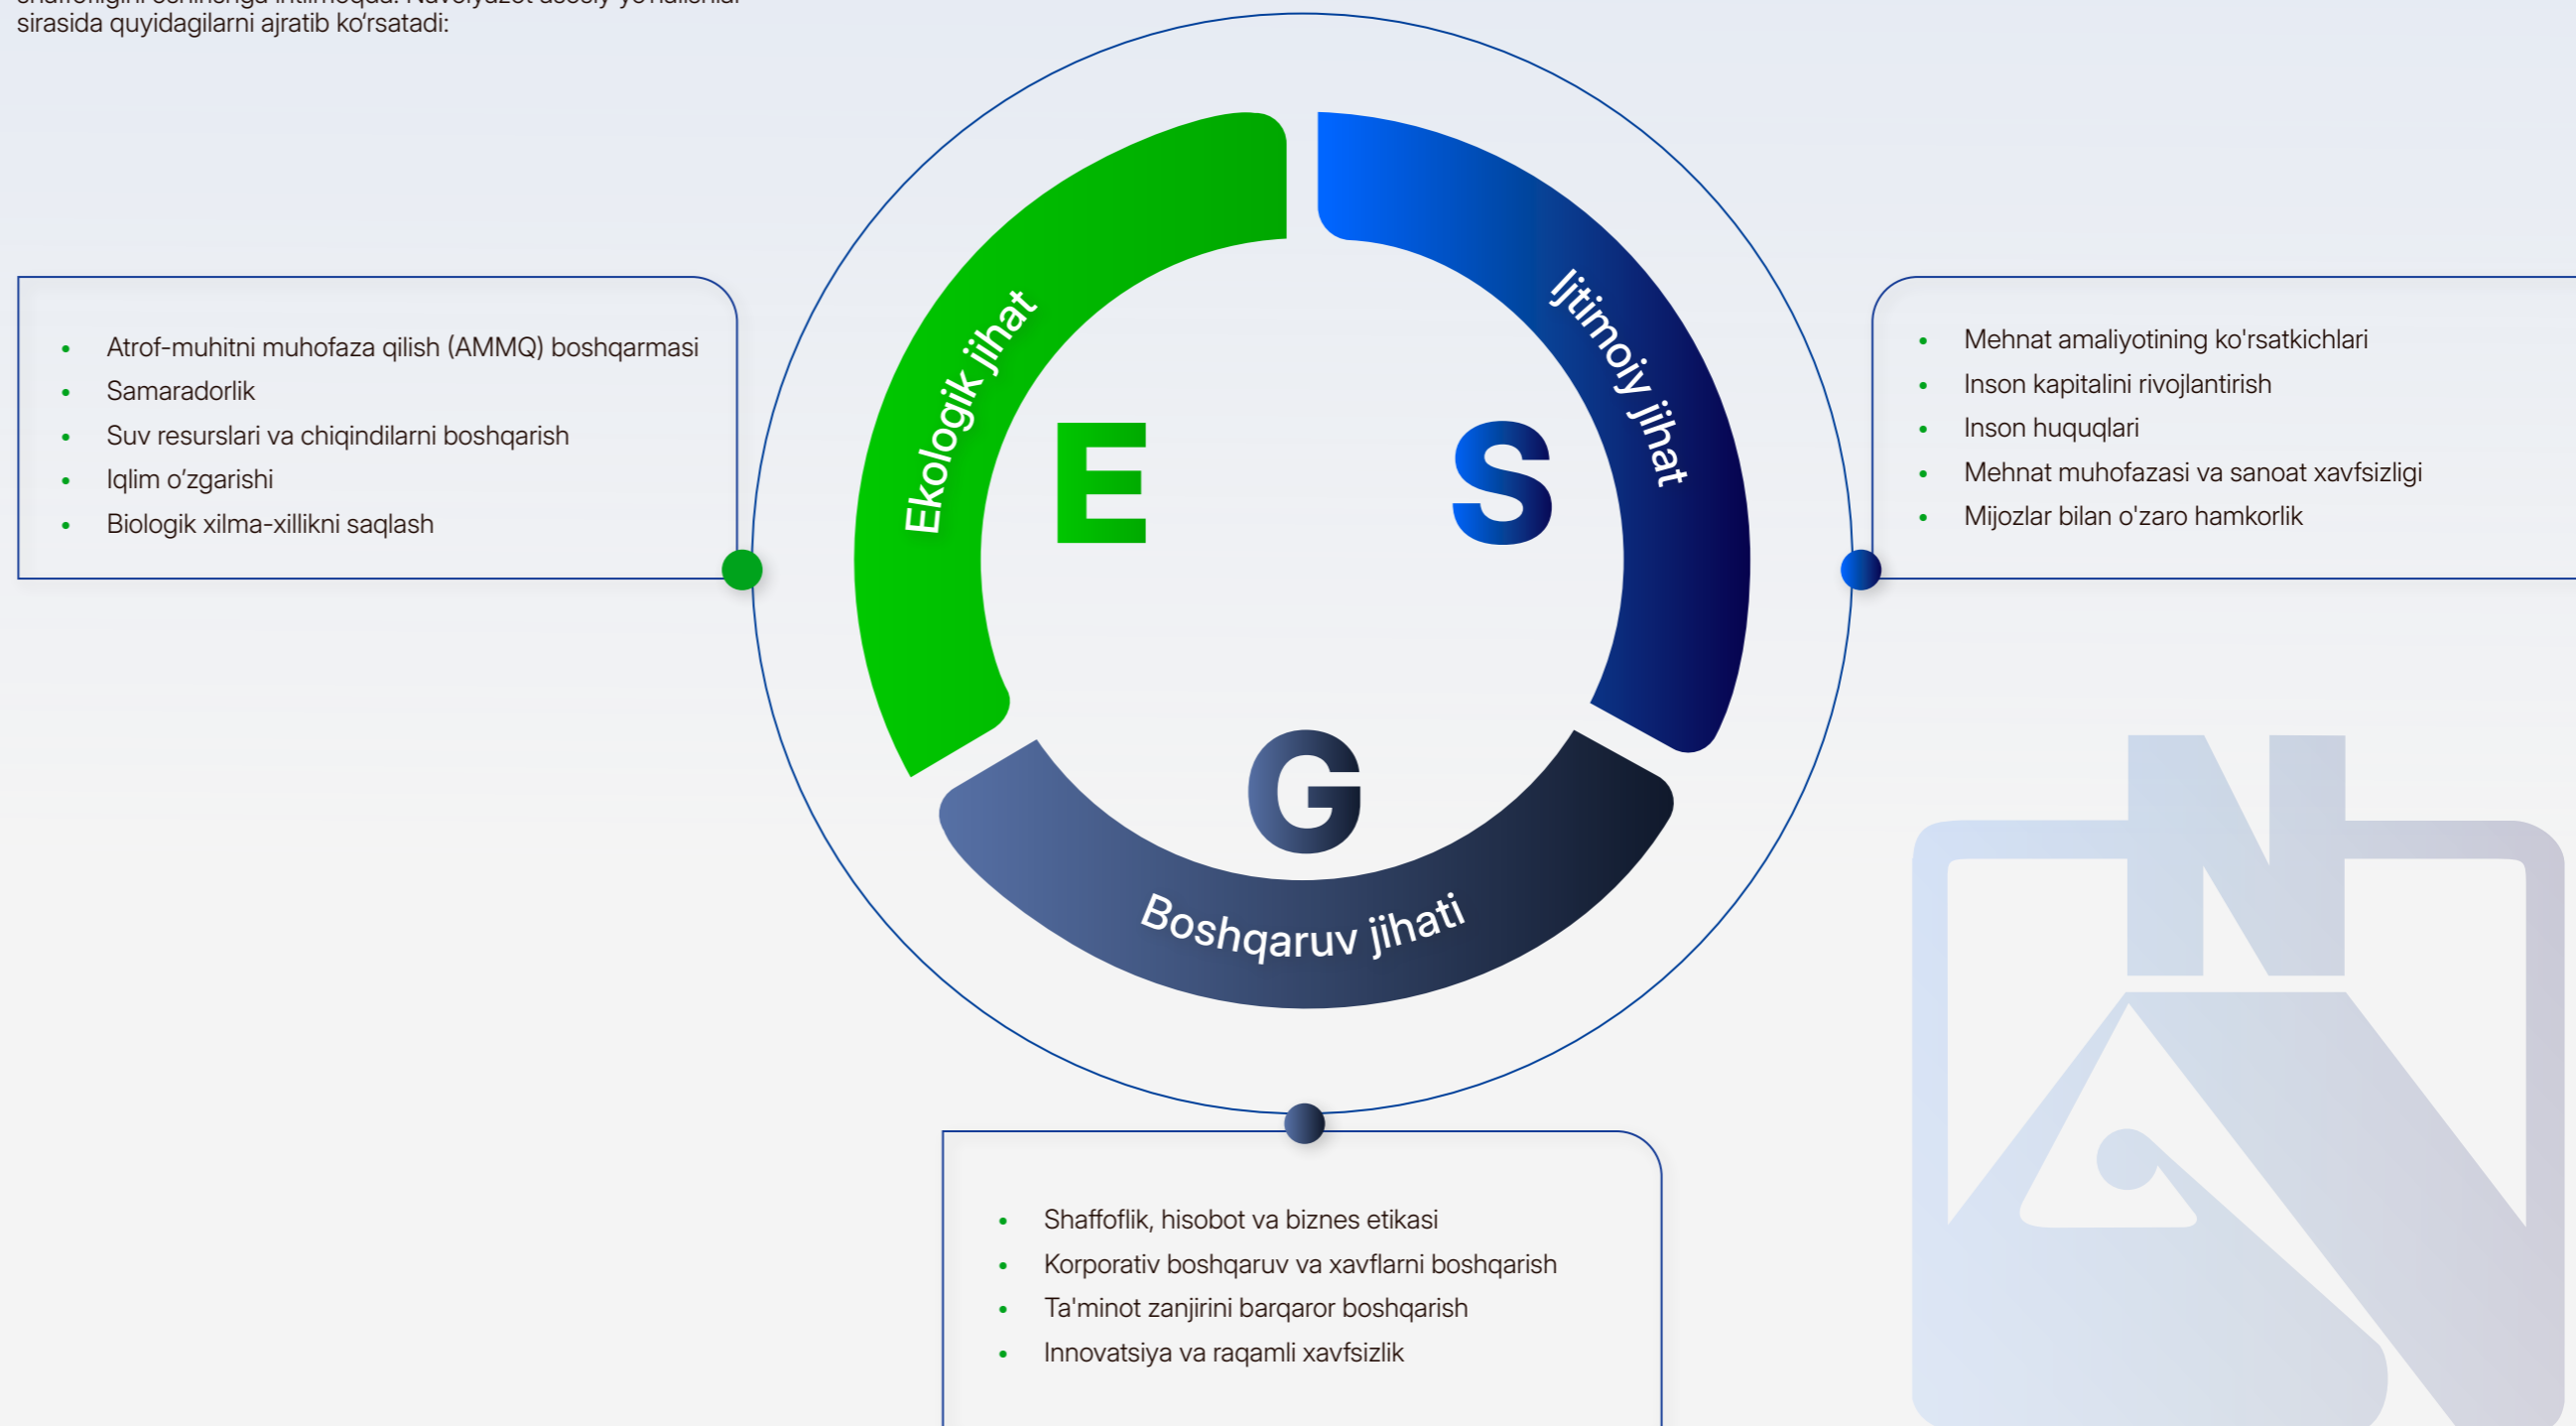 sirasida quyidagilarni ajratib ko‘rsatadi:
Ekologik jihat
Ijtimoiy jihat
E
S
G
Boshqaruv jihati
Atrof-muhitni muhofaza qilish (AMMQ) boshqarmasi
Samaradorlik
Suv resurslari va chiqindilarni boshqarish
Iqlim o‘zgarishi
Biologik xilma-xillikni saqlash
Mehnat amaliyotining ko'rsatkichlari
Inson kapitalini rivojlantirish
Inson huquqlari
Mehnat muhofazasi va sanoat xavfsizligi
Mijozlar bilan o'zaro hamkorlik
Shaffoflik, hisobot va biznes etikasi
Korporativ boshqaruv va xavflarni boshqarish
Ta'minot zanjirini barqaror boshqarish
Innovatsiya va raqamli xavfsizlik
N